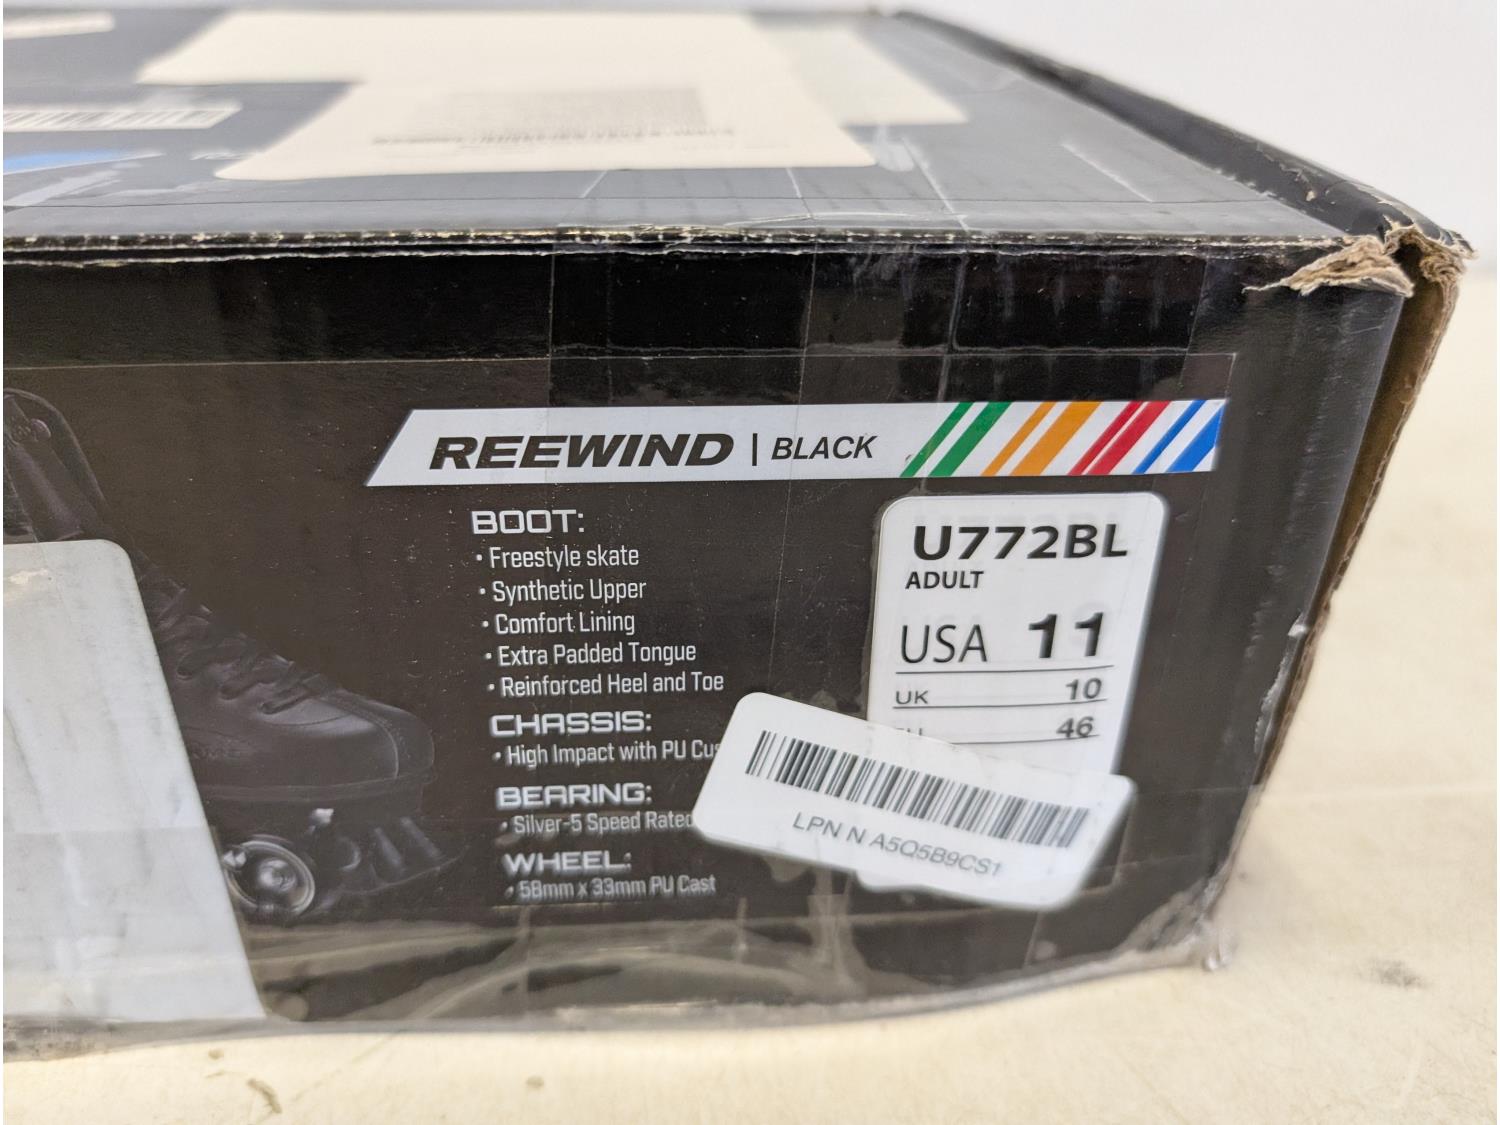 REEWIND | BLACK
BOOT:
• Freestyle skate
• Synthetic Upper
• Comfort Lining
• Extra Padded Tongue
• Reinforced Heel and Toe
CHASSIS:
• High Impact with PU
BEARING:
• Silver-5 Speed Rated
WHEEL:
• 58mm x 33mm PU Cast
U772BL
ADULT
USA 11
UK 10
46
LPN N A5Q5B9CS1